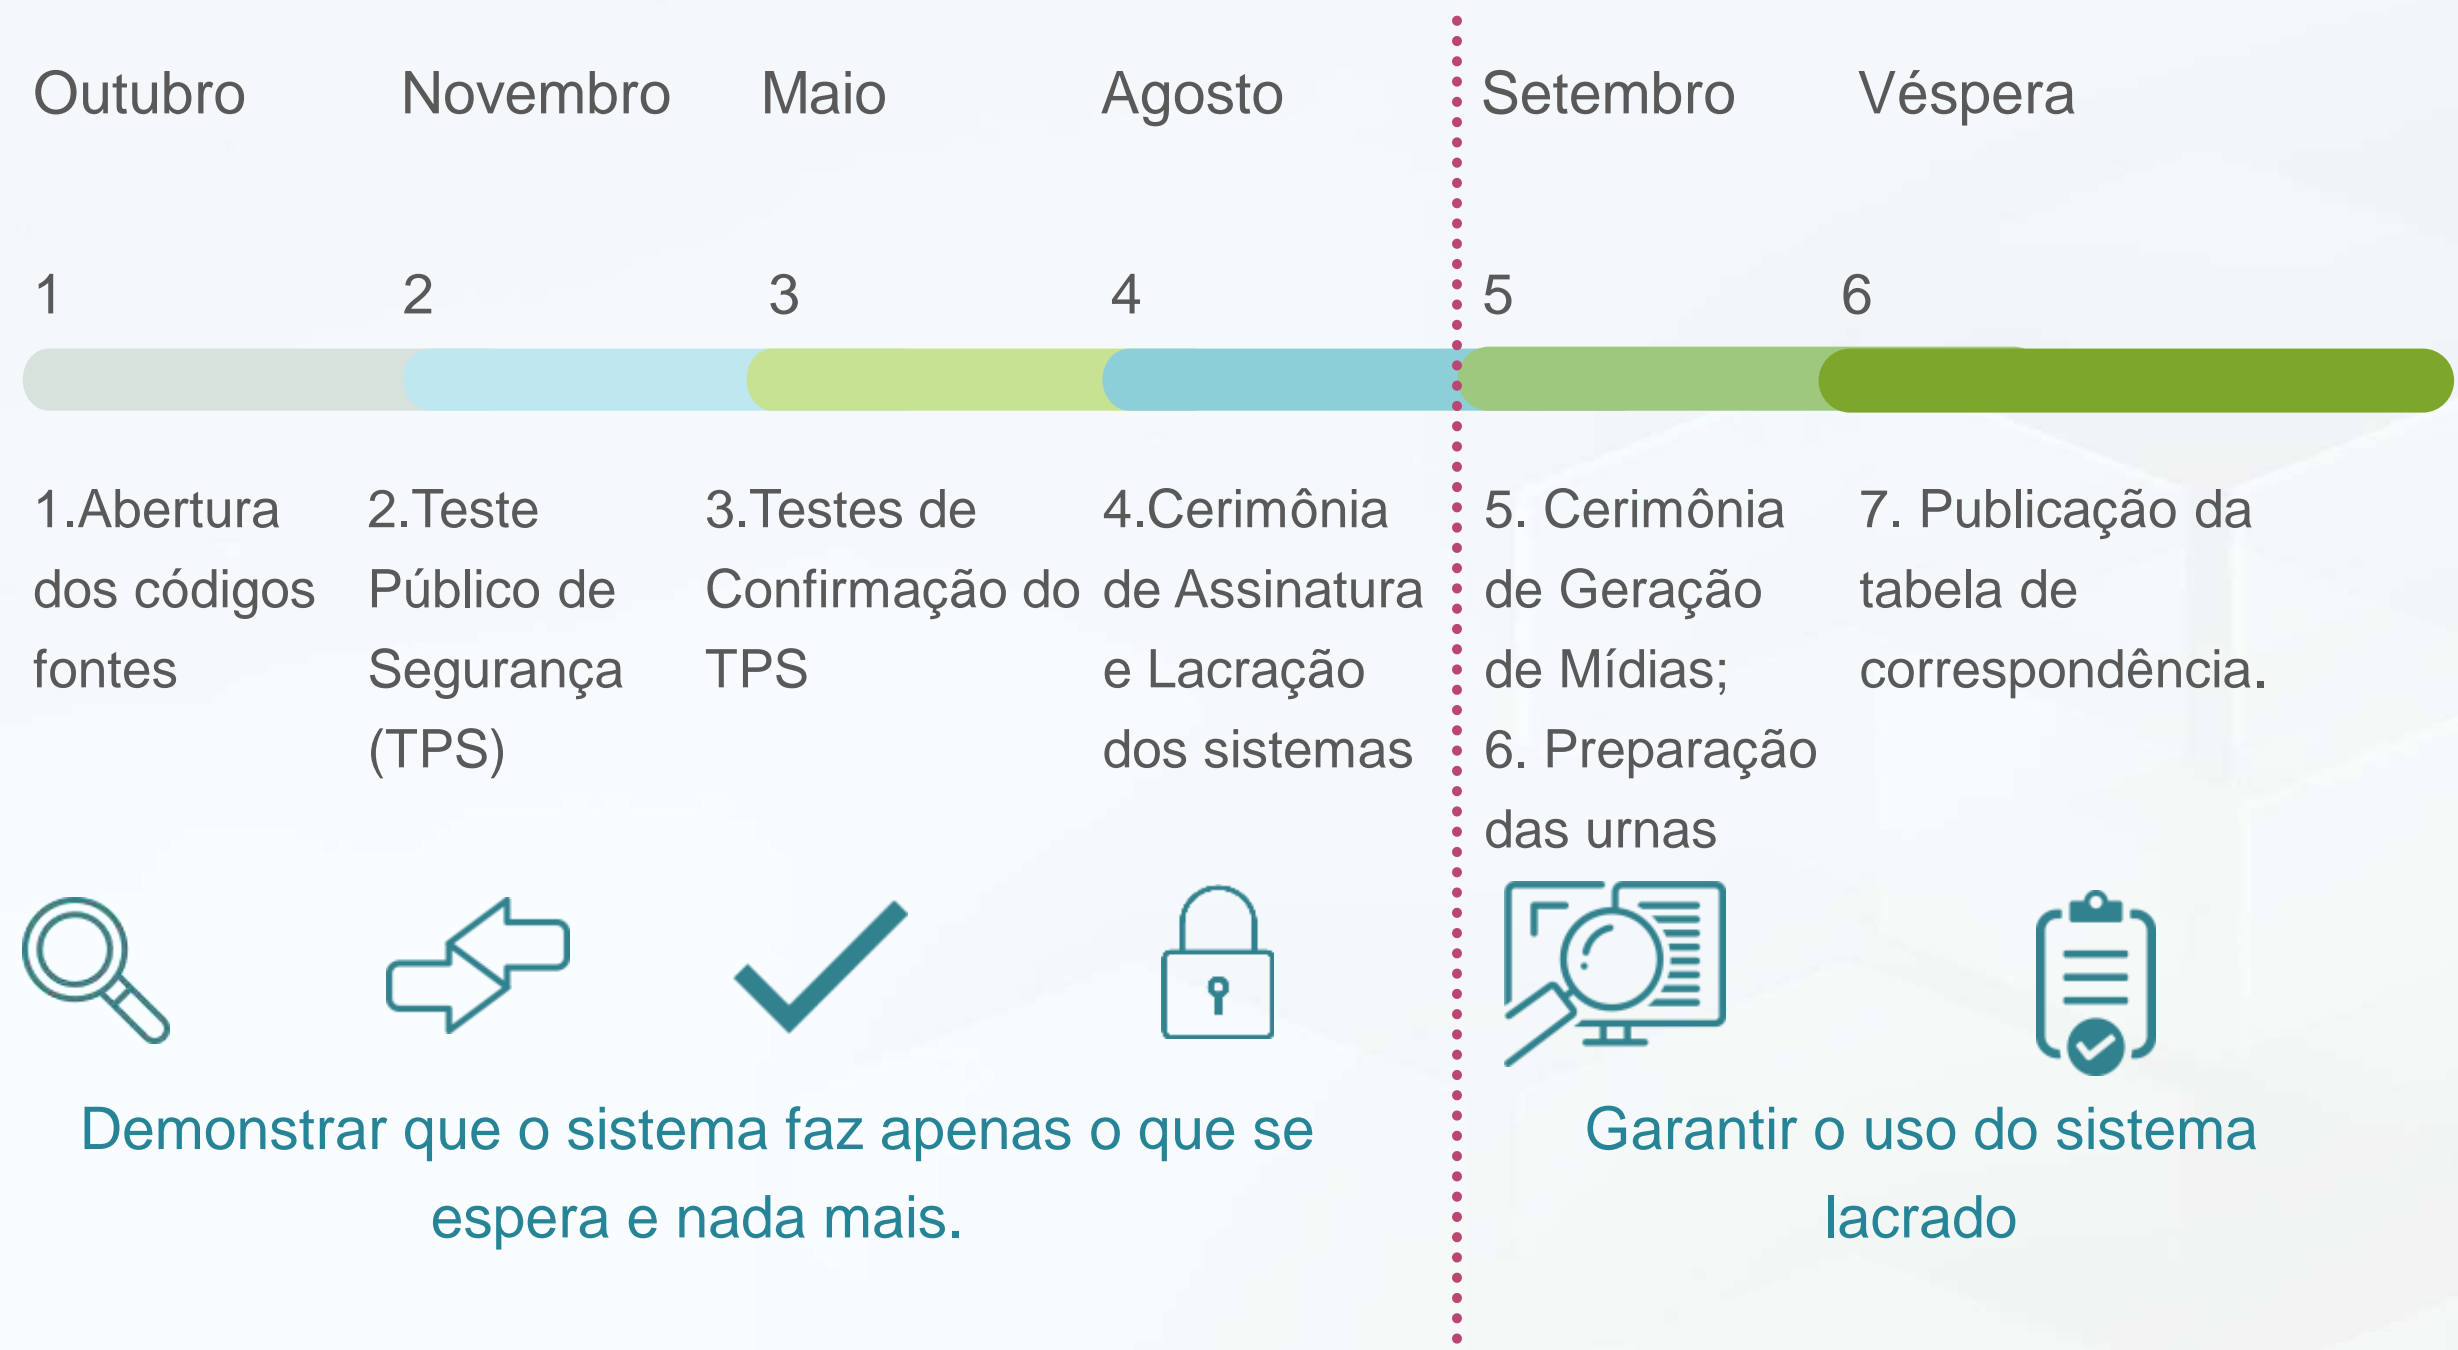 Outubro
Novembro
Maio
Agosto
Setembro
Véspera
1
2
3
4
5
6
1.Abertura
dos códigos
fontes
2.Teste
Público de
Segurança
(TPS)
3.Testes de
Confirmação do
TPS
4.Cerimônia
de Assinatura
e Lacração
dos sistemas
5. Cerimônia
de Geração
de Mídias;
6. Preparação
das urnas
7. Publicação da
tabela de
correspondência.
Demonstrar que o sistema faz apenas o que se
espera e nada mais.
Garantir o uso do sistema
lacrado